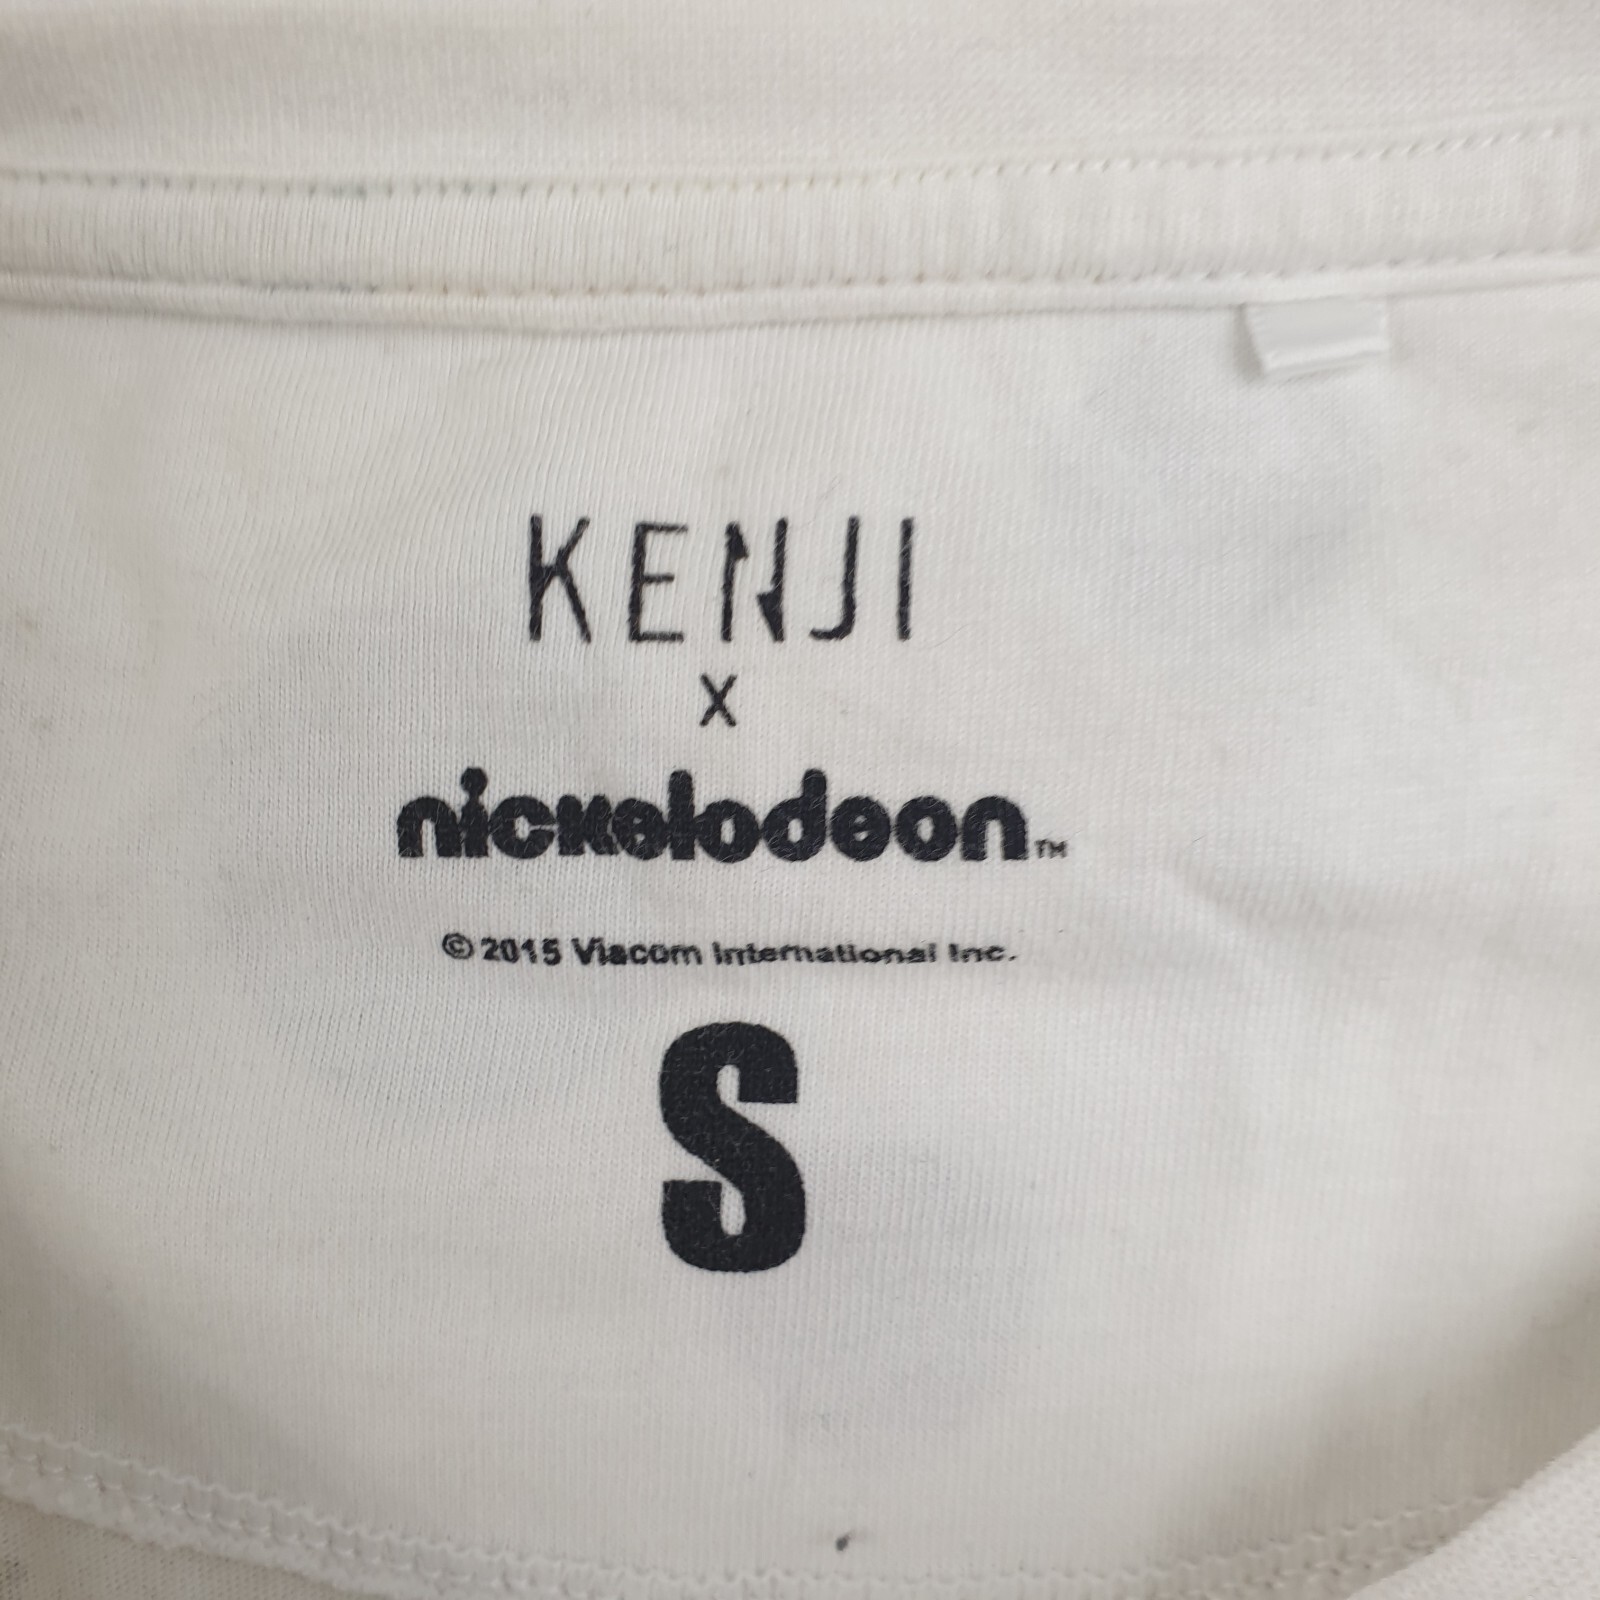 KENJI
X
nickelodeon™
© 2015 Viacom International Inc.
S